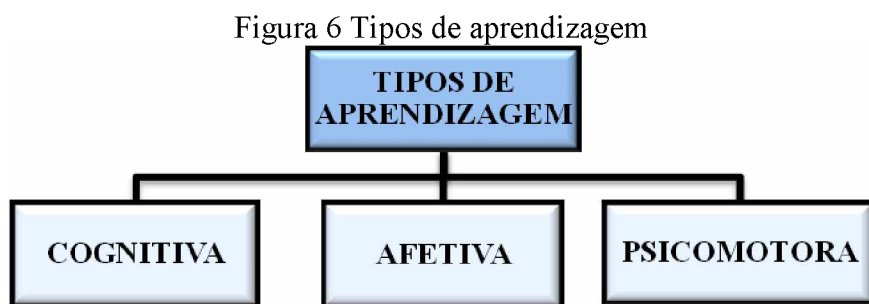 Figura 6 Tipos de aprendizagem
TIPOS DE
APRENDIZAGEM
COGNITIVA
AFETIVA
PSICOMOTORA